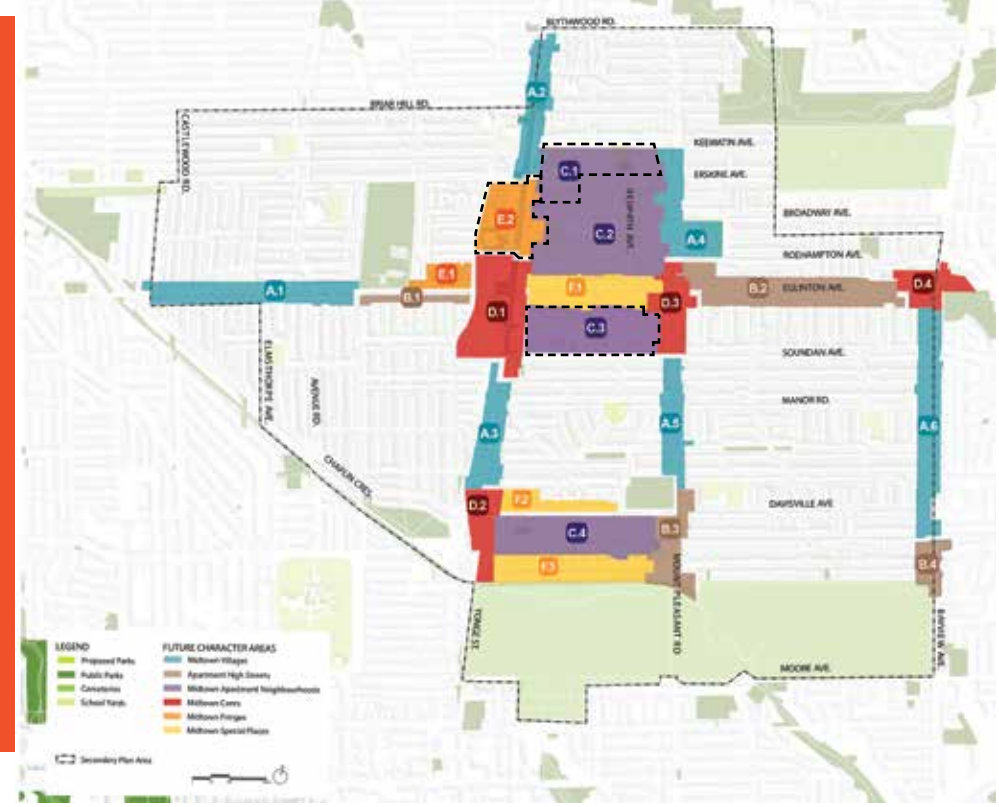 BLYTHWOOD RD.
A.2
BRIAR HILL RD.
CASTLEWOOD RD.
KEEWATIN AVE.
C.1
ERSKINE AVE.
REDPATH AVE.
BROADWAY AVE.
E.2
C.2
A.4
ROEHAMPTON AVE.
E.1
D.4
A.1
B.1
F.1
B.2
EGLINTON AVE.
D.3
D.1
C.3
ELMSTHORPE AVE.
SOUDAN AVE.
AVENUE RD.
MANOR RD.
A.3
A.5
A.6
CHAPLIN CRES.
D.2
F.2
DAVISVILLE AVE
C.4
B.3
F.3
B.4
MOUNT PLEASANT RD
YONGE ST.
BAYVIEW AVE.
MOORE AVE.
LEGEND
Proposed Parks
Public Parks
Cemeteries
School Yards
Secondary Plan Area
FUTURE CHARACTER AREAS
Midtown Villages
Apartment High Streets
Midtown Apartment Neighbourhoods
Midtown Cores
Midtown Fringes
Midtown Special Places